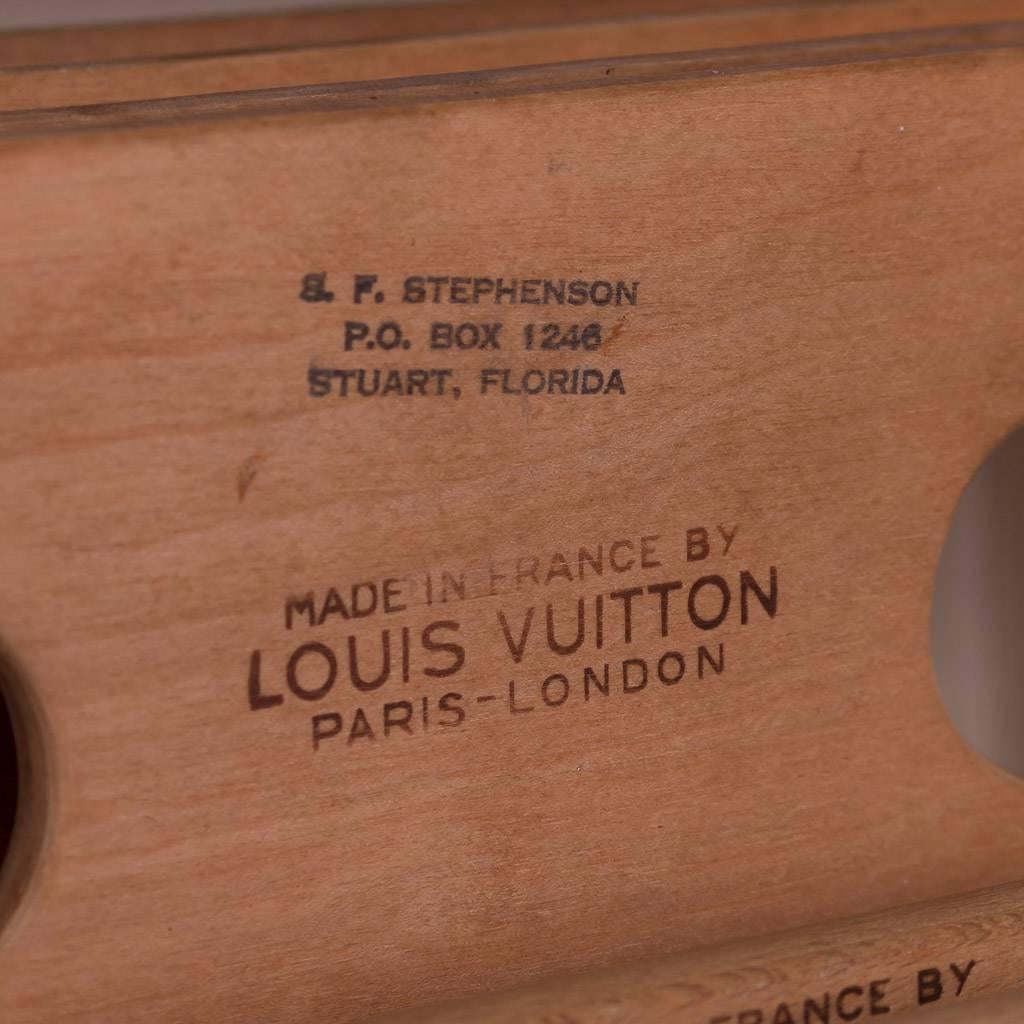 S. F. STEPHENSON
P.O. BOX 1246
STUART, FLORIDA
MADE IN FRANCE BY
LOUIS VUITTON
PARIS-LONDON
FRANCE BY